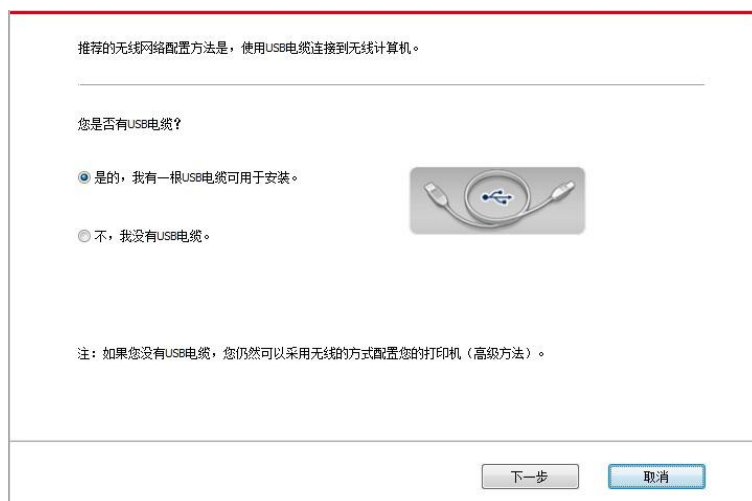 推荐的无线网络配置方法是，使用USB电缆连接到无线计算机。
您是否有USB电缆?
是的，我有一根USB电缆可用于安装。
不，我没有USB电缆。
注：如果您没有USB电缆，您仍然可以采用无线的方式配置您的打印机（高级方法）。
下一步
取消